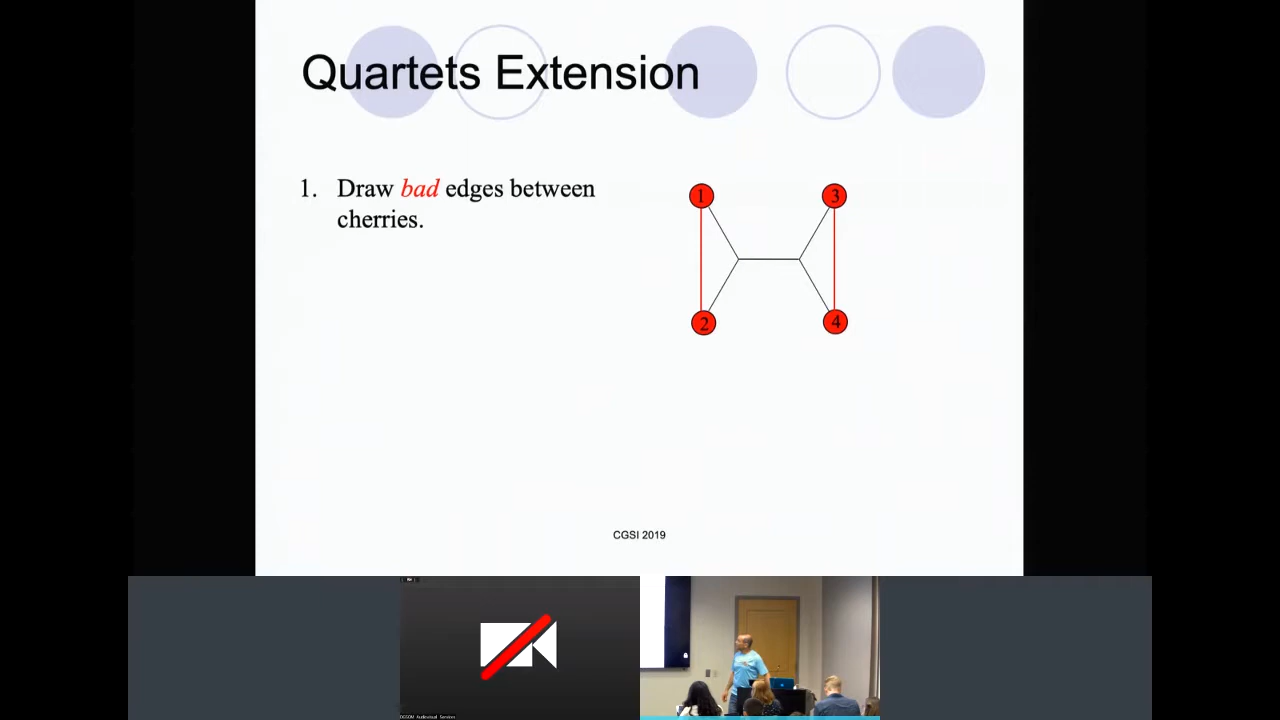 Quartets Extension
1. Draw bad edges between
cherries.
1
3
2
4
CGSI 2019